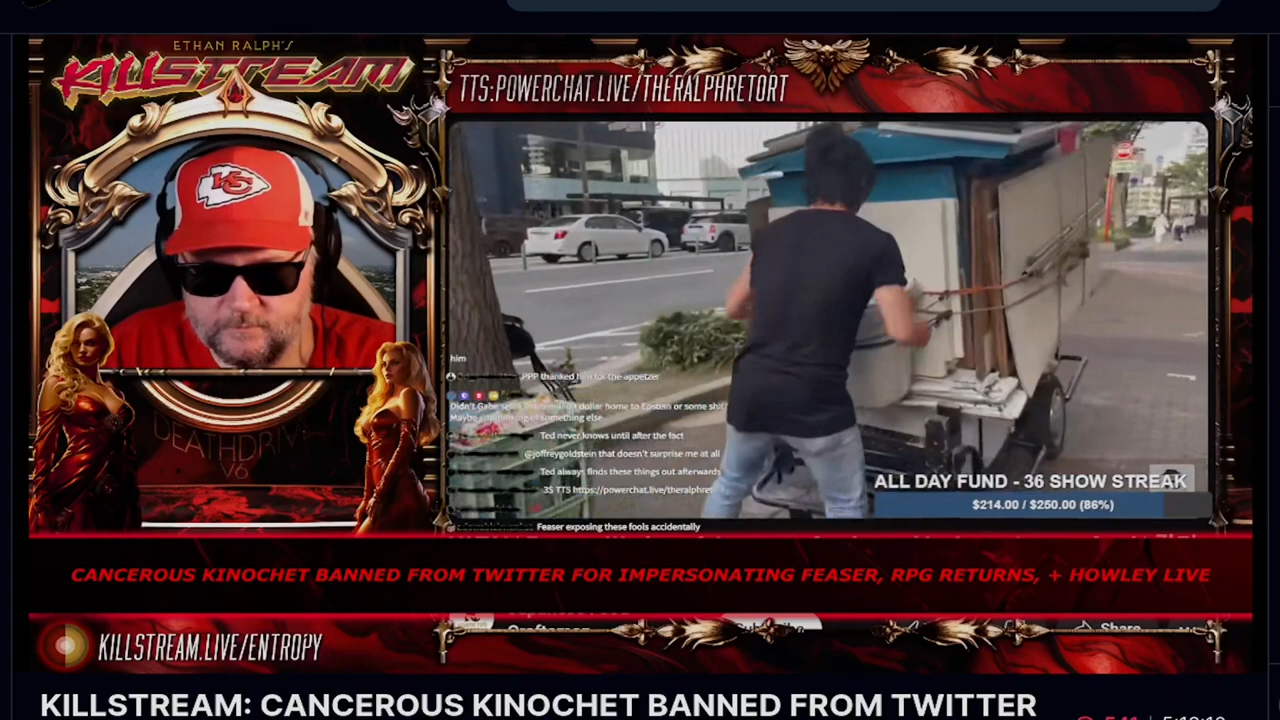 ETHAN RALPH'S
KILLSTREAM
TTS:POWERCHAT.LIVE/THERALPHRETORT
KC
him
PPP thanked him for the appetzer
Didn't Gabe dollar home to Eostian or some shit
Maybe something else
Ted never knows until after the fact
@joffreygoldstein that doesn't surprise me at all
Ted always finds these things out afterwards
3$ TTS https://powerchat.live/theralphret
Feaser exposing these fools accidentally
ALL DAY FUND - 36 SHOW STREAK
$214.00 / $250.00 (86%)
DEATHDRIVE
V6
CANCEROUS KINOCHET BANNED FROM TWITTER FOR IMPERSONATING FEASER, RPG RETURNS, + HOWLEY LIVE
Share
KILLSTREAM.LIVE/ENTROPY
KILLSTREAM: CANCEROUS KINOCHET BANNED FROM TWITTER